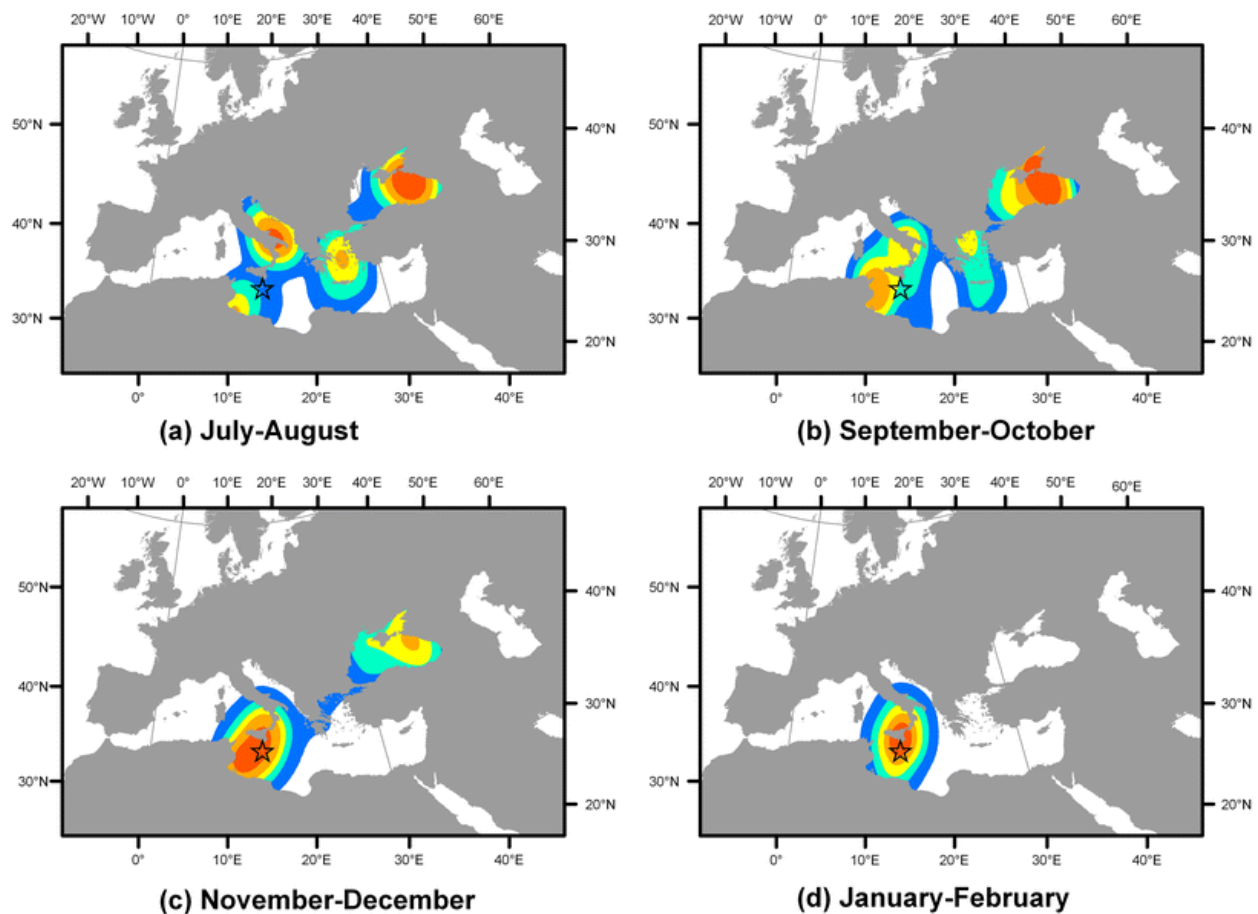 20°W 10°W 0° 10°E 20°E 30°E 40°E 50°E 60°E 20°W 10°W 0° 10°E 20°E 30°E 40°E 50°E 60°E
50°N 40°N 50°N 40°N
40°N 30°N 40°N 30°N
30°N 20°N 30°N 20°N
0° 10°E 20°E 30°E 40°E 0° 10°E 20°E 30°E 40°E
(a) July-August (b) September-October
20°W 10°W 0° 10°E 20°E 30°E 40°E 50°E 60°E 20°W 10°W 0° 10°E 20°E 30°E 40°E 50°E 60°E
50°N 40°N 50°N 40°N
40°N 30°N 40°N 30°N
30°N 20°N 30°N 20°N
0° 10°E 20°E 30°E 40°E 0° 10°E 20°E 30°E 40°E
(c) November-December (d) January-February